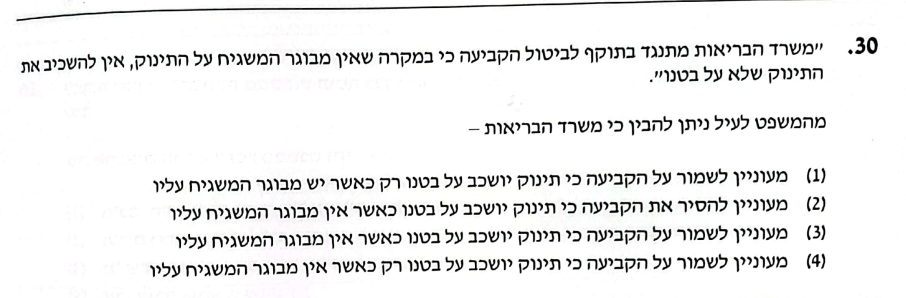 30. "משרד הבריאות מתנגד בתוקף לביטול הקביעה כי במקרה שאין מבוגר המשגיח על התינוק, אין להשכיב את
התינוק שלא על בטנו".
מהמשפט לעיל ניתן להבין כי משרד הבריאות –
(1) מעוניין לשמור על הקביעה כי תינוק יושכב על בטנו רק כאשר יש מבוגר המשגיח עליו
(2) מעוניין להסיר את הקביעה כי תינוק יושכב על בטנו כאשר אין מבוגר המשגיח עליו
(3) מעוניין לשמור על הקביעה כי תינוק יושכב על בטנו כאשר אין מבוגר המשגיח עליו
(4) מעוניין לשמור על הקביעה כי תינוק יושכב על בטנו רק כאשר אין מבוגר המשגיח עליו